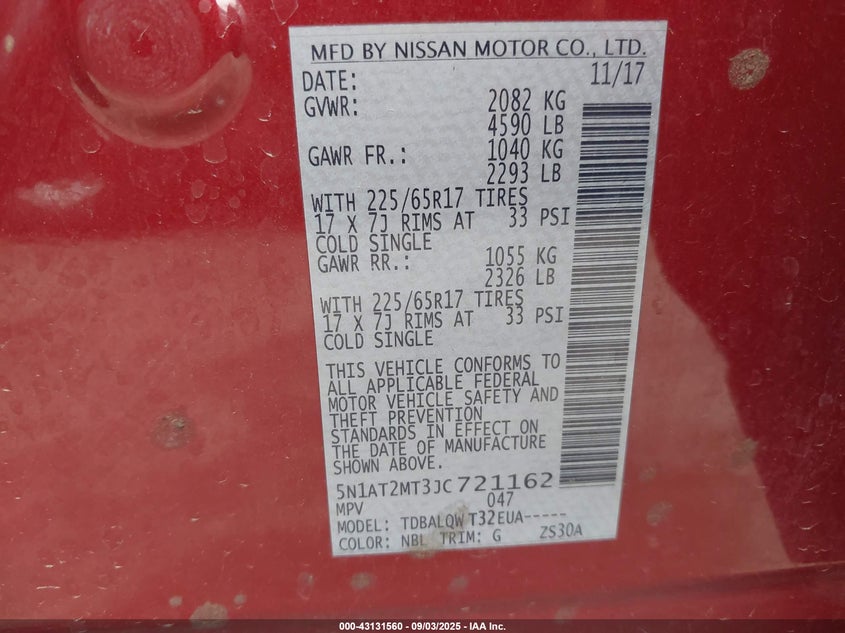 MFD BY NISSAN MOTOR CO., LTD.
DATE: 11/17
GVWR: 2082 KG
4590 LB
GAWR FR.: 1040 KG
2293 LB
WITH 225/65R17 TIRES
17 X 7J RIMS AT 33 PSI
COLD SINGLE
GAWR RR.: 1055 KG
2326 LB
WITH 225/65R17 TIRES
17 X 7J RIMS AT 33 PSI
COLD SINGLE
THIS VEHICLE CONFORMS TO
ALL APPLICABLE FEDERAL
MOTOR VEHICLE SAFETY AND
THEFT PREVENTION
STANDARDS IN EFFECT ON
THE DATE OF MANUFACTURE
SHOWN ABOVE.
5N1AT2MT3JC721162
MPV 047
MODEL: TDBALQW T32EUA-----
COLOR: NBL TRIM: G ZS30A
000-43131560 - 09/03/2025 - IAA Inc.